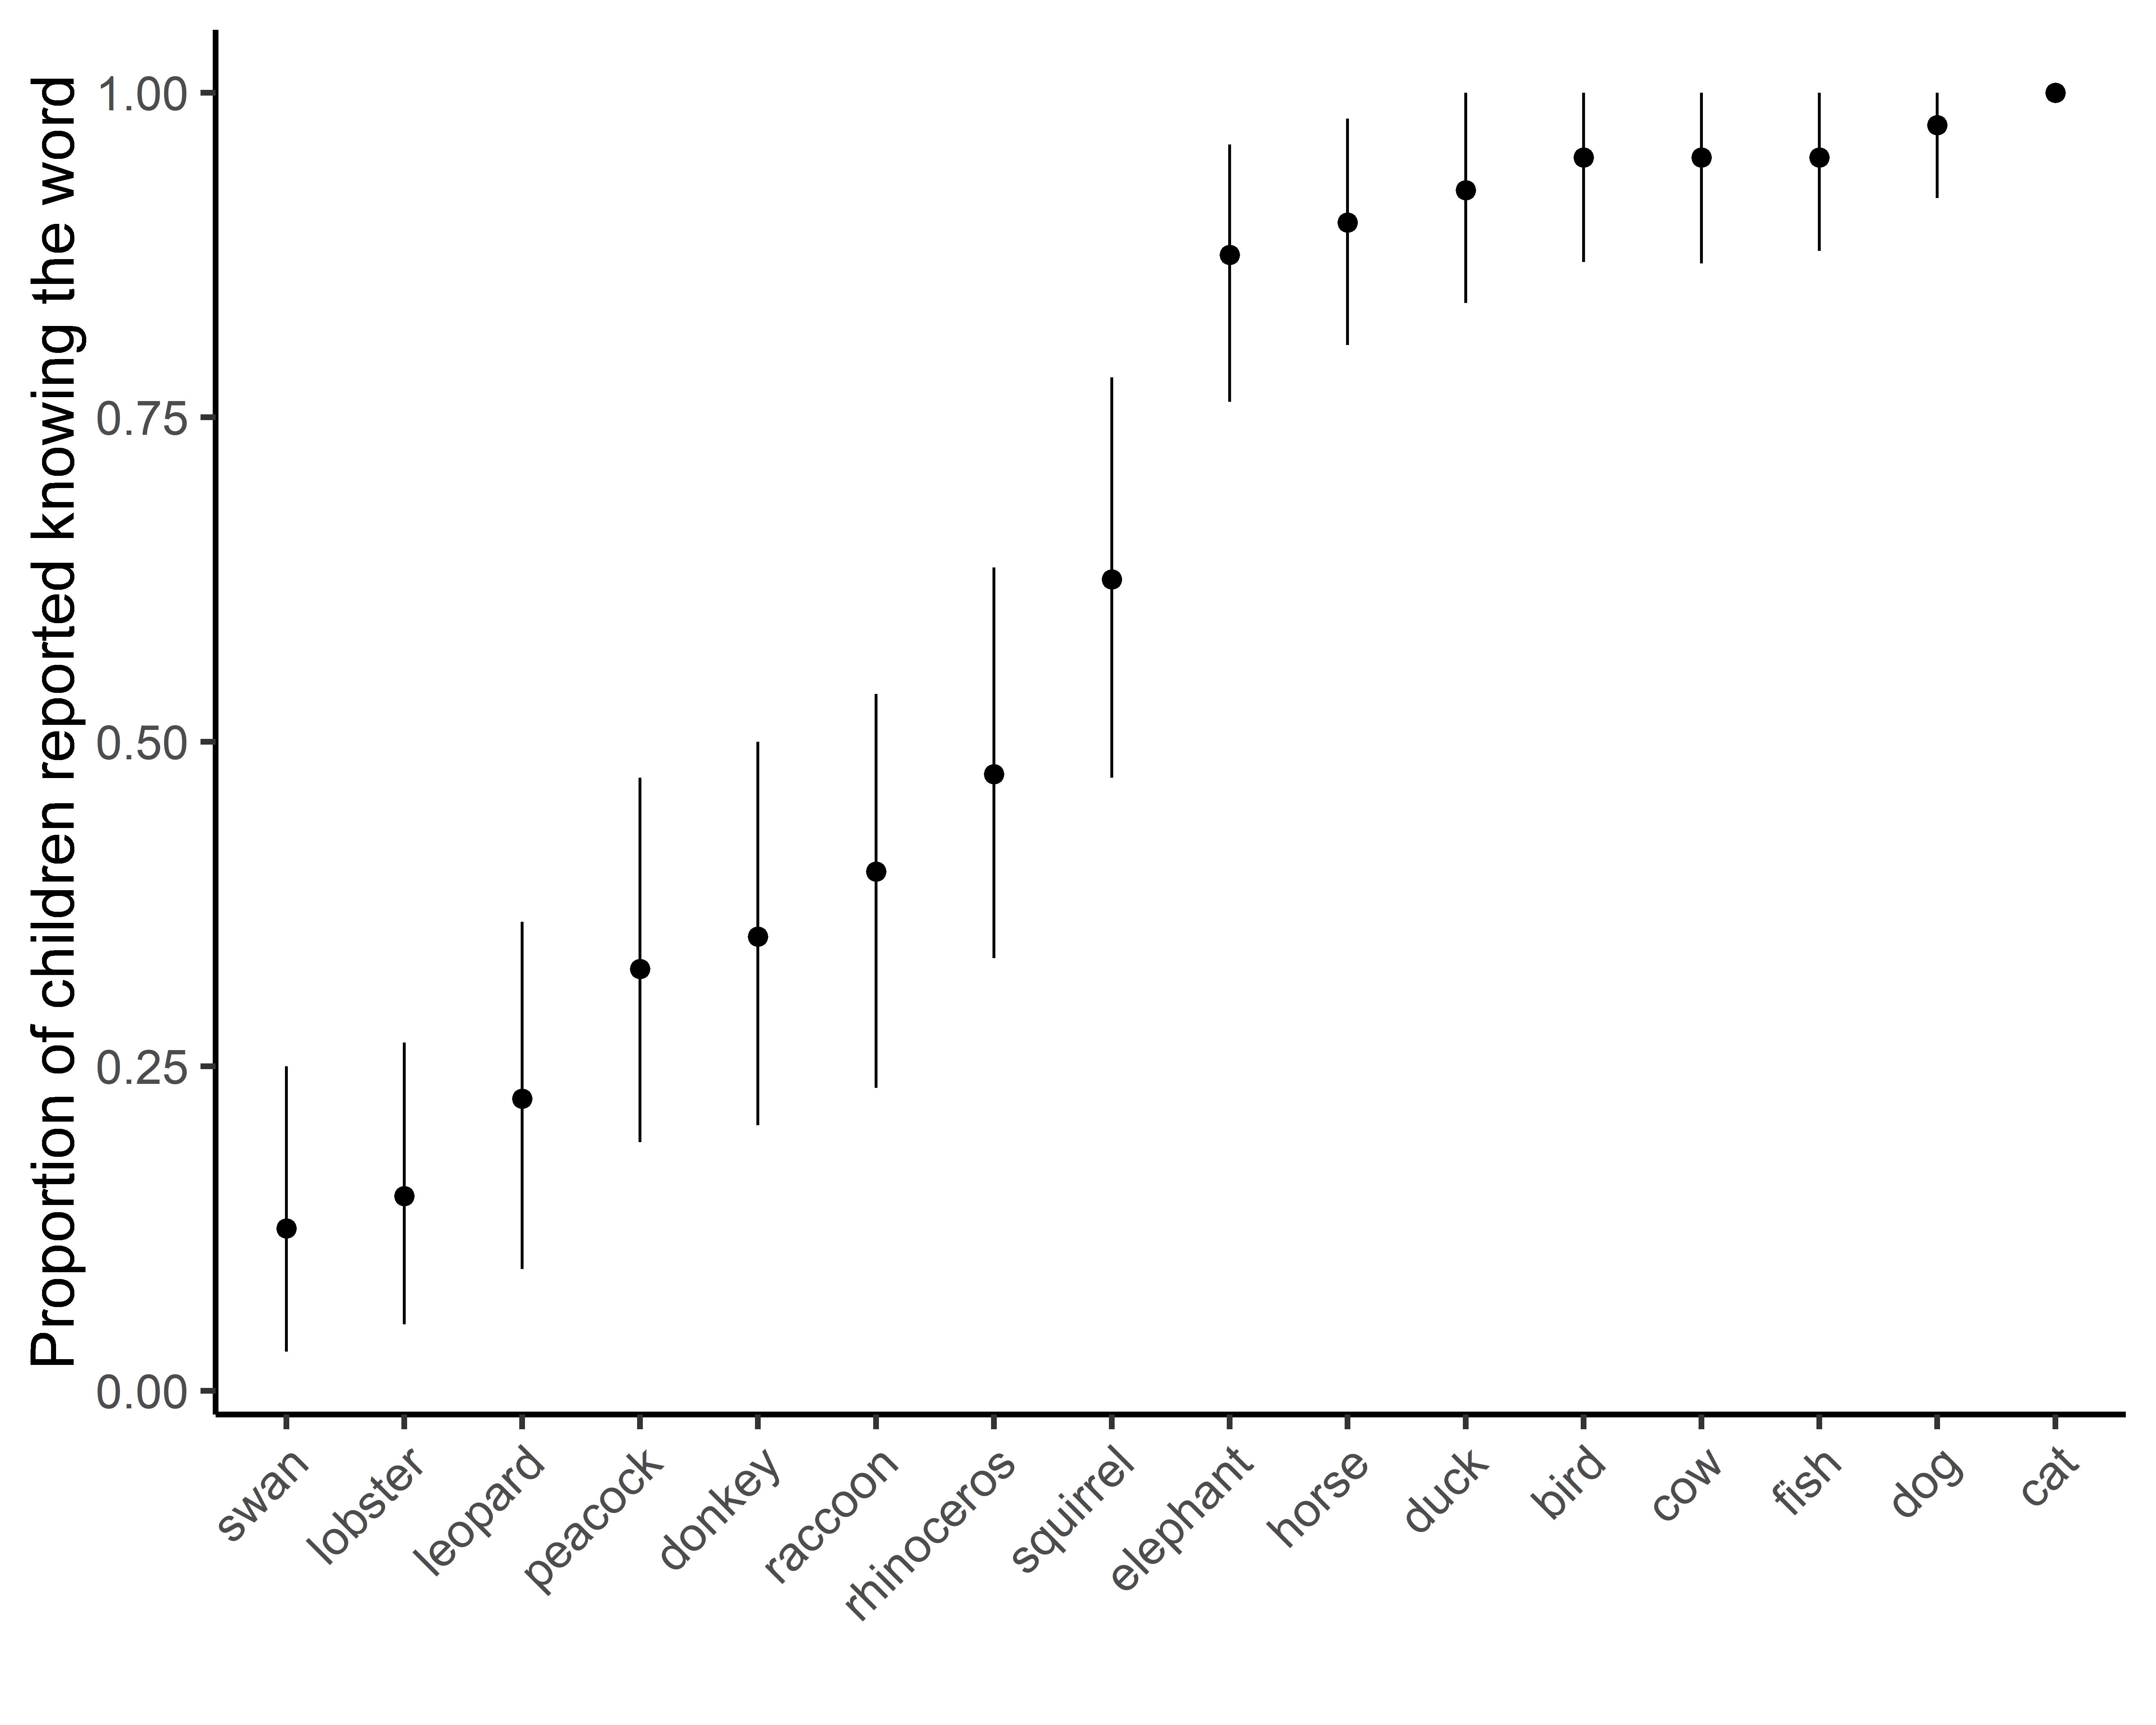 Proportion of children reported knowing the word
1.00
0.75
0.50
0.25
0.00
swan
lobster
leopard
peacock
donkey
raccoon
rhinoceros
squirrel
elephant
horse
duck
bird
cow
fish
dog
cat